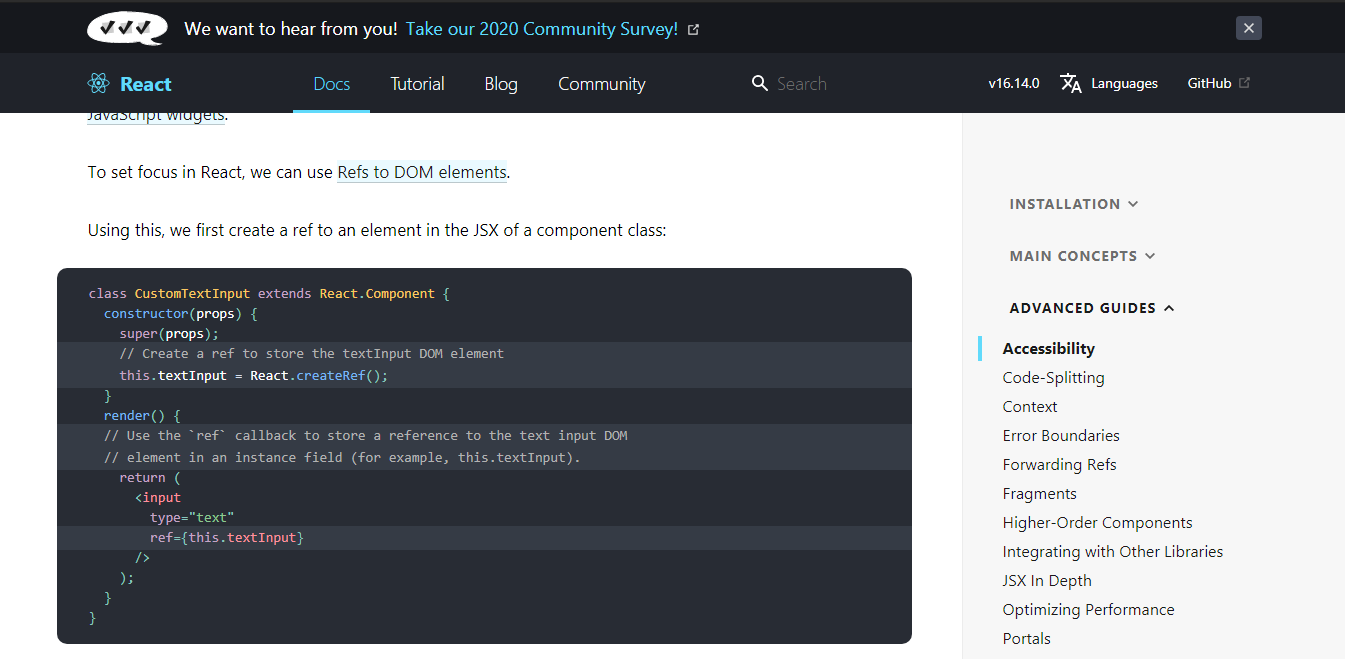 We want to hear from you! Take our 2020 Community Survey!
React
Docs
Tutorial
Blog
Community
Search
v16.14.0
Languages
GitHub
JavaScript widgets.
To set focus in React, we can use Refs to DOM elements.
Using this, we first create a ref to an element in the JSX of a component class:
class CustomTextInput extends React.Component {
  constructor(props) {
    super(props);
    // Create a ref to store the textInput DOM element
    this.textInput = React.createRef();
  }
  render() {
  // Use the `ref` callback to store a reference to the text input DOM
  // element in an instance field (for example, this.textInput).
    return (
      <input
        type="text"
        ref={this.textInput}
      />
    );
  }
}
INSTALLATION
MAIN CONCEPTS
ADVANCED GUIDES
Accessibility
Code-Splitting
Context
Error Boundaries
Forwarding Refs
Fragments
Higher-Order Components
Integrating with Other Libraries
JSX In Depth
Optimizing Performance
Portals